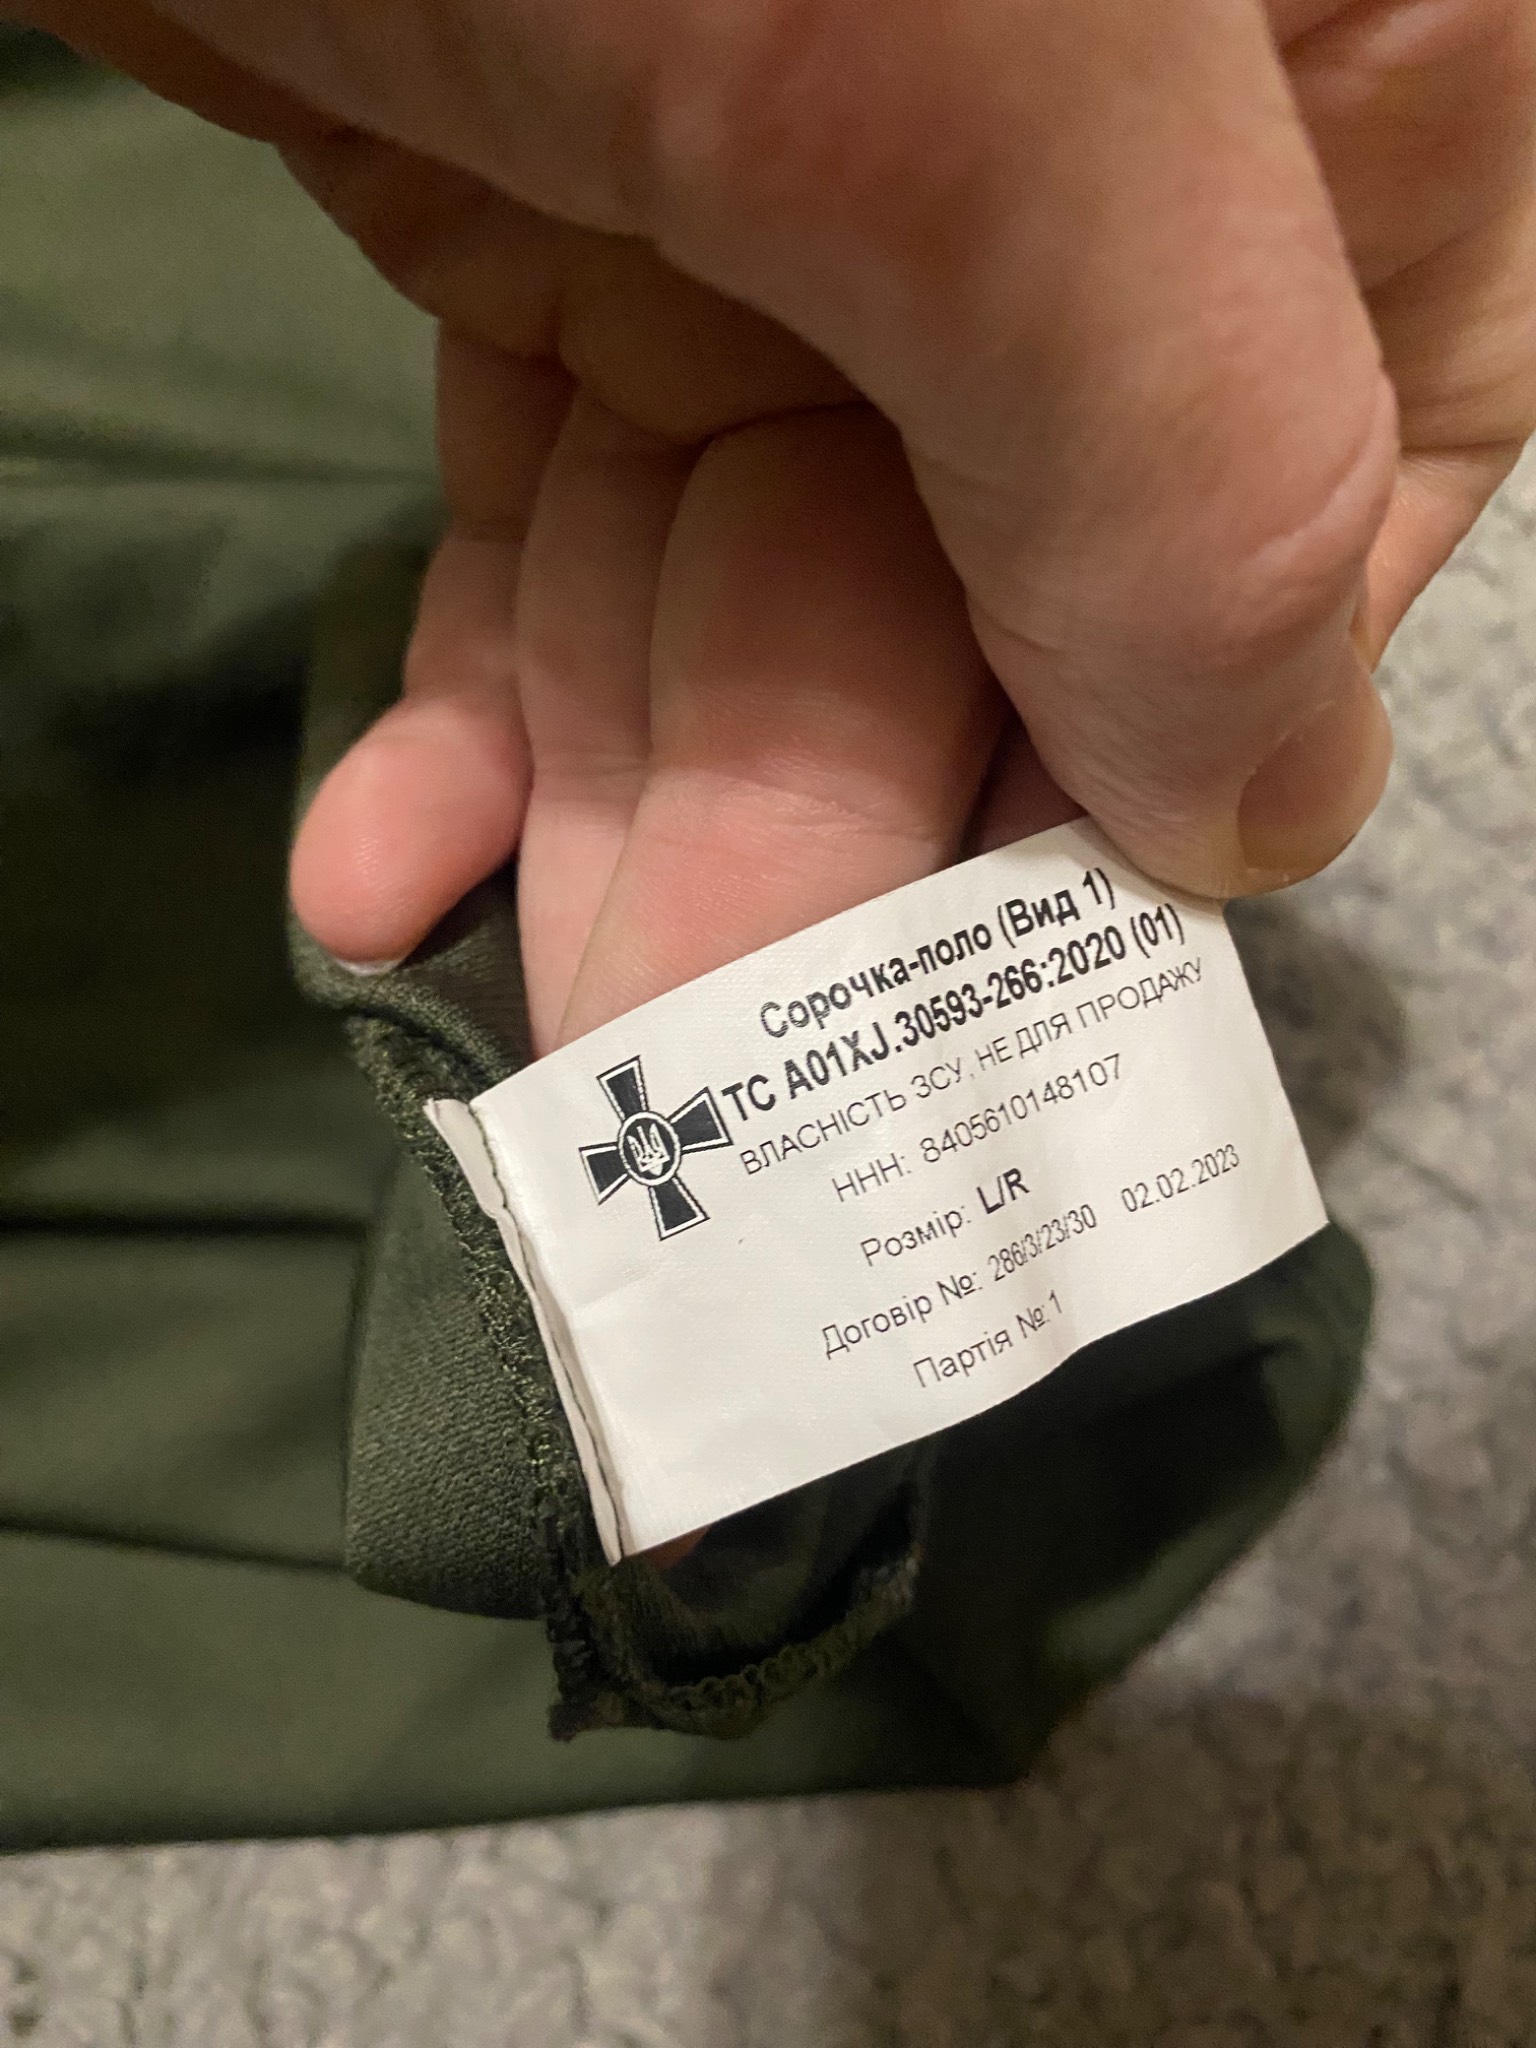 Сорочка-поло (Вид 1)
ТС A01XJ.30593-266:2020 (01)
ВЛАСНІСТЬ ЗСУ, НЕ ДЛЯ ПРОДАЖУ
ННН: 8405610148107
Розмір: L/R
Договір №: 286/3/23/30 02.02.2023
Партія №:1